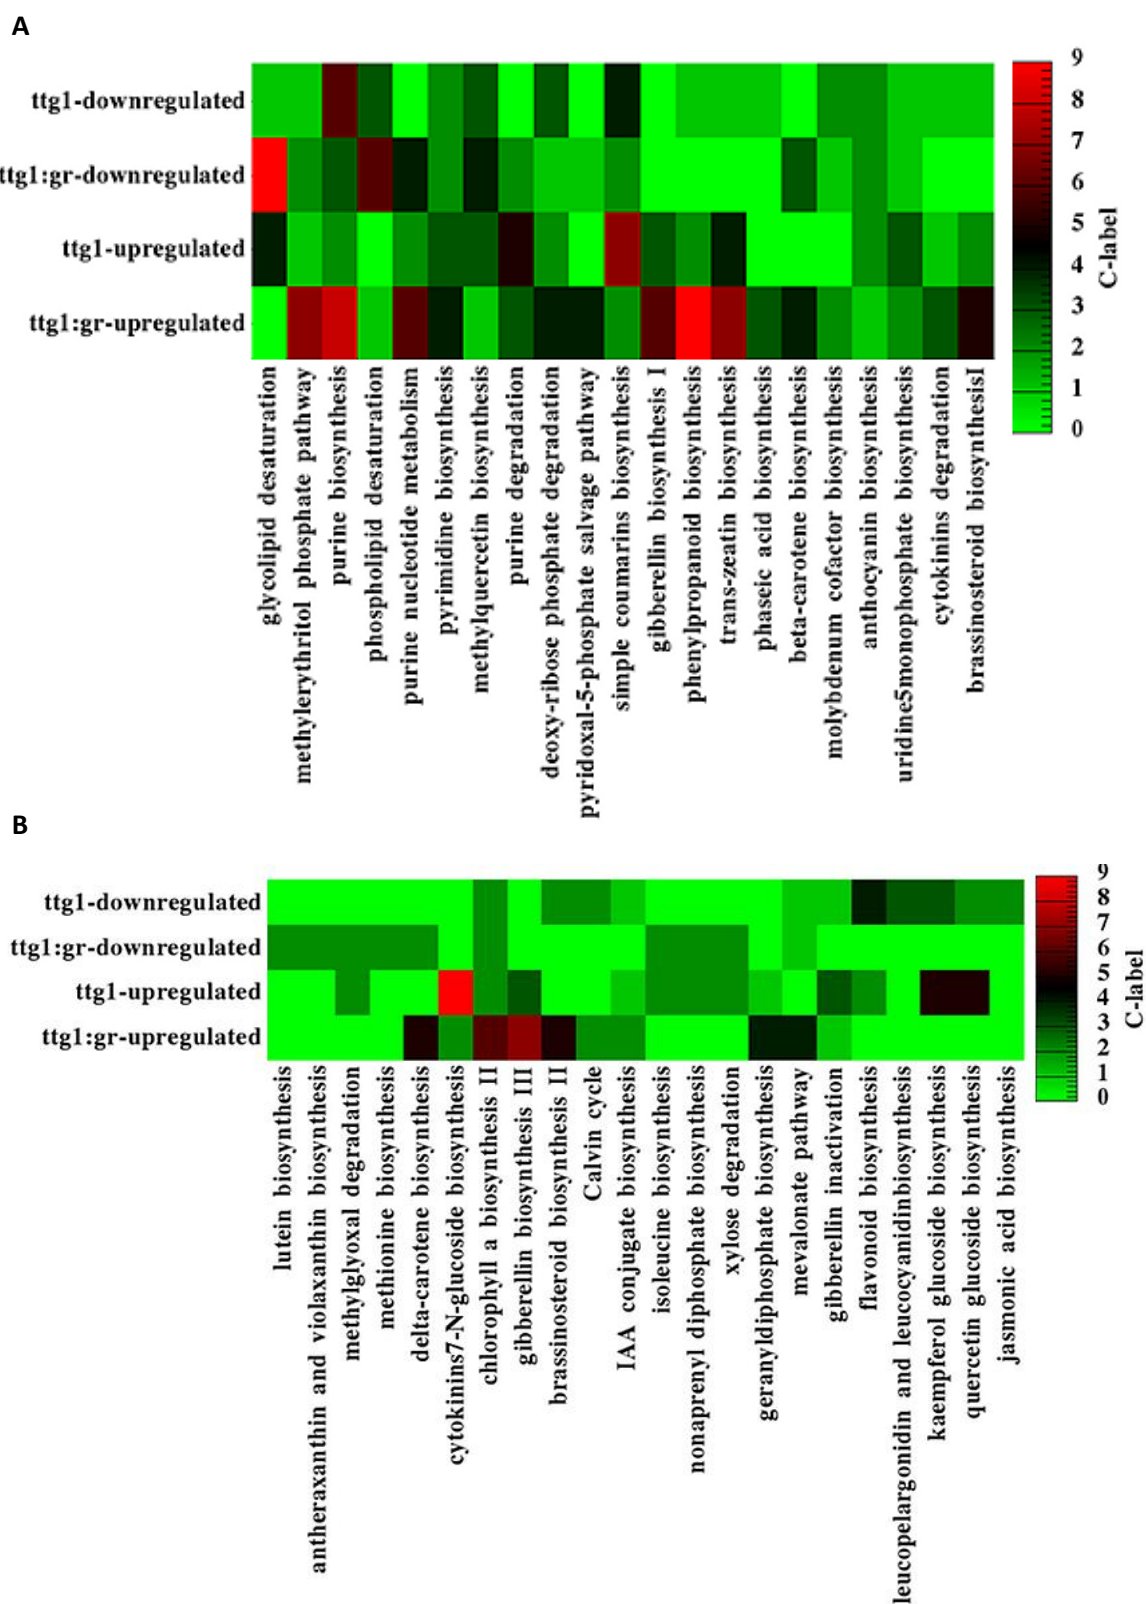 A
ttg1-downregulated
ttg1:gr-downregulated
ttg1-upregulated
ttg1:gr-upregulated
glycolipid desaturation
methylerythritol phosphate pathway
purine biosynthesis
phospholipid desaturation
purine nucleotide metabolism
pyrimidine biosynthesis
methylquercetin biosynthesis
purine degradation
deoxy-ribose phosphate degradation
pyridoxal-5-phosphate salvage pathway
simple coumarins biosynthesis
gibberellin biosynthesis I
phenylpropanoid biosynthesis
trans-zeatin biosynthesis
phaseic acid biosynthesis
beta-carotene biosynthesis
molybdenum cofactor biosynthesis
anthocyanin biosynthesis
uridine5monophosphate biosynthesis
cytokinins degradation
brassinosteroid biosynthesisI
9
8
7
6
5
4
3
2
1
0
C-label
B
ttg1-downregulated
ttg1:gr-downregulated
ttg1-upregulated
ttg1:gr-upregulated
lutein biosynthesis
antheraxanthin and violaxanthin biosynthesis
methylglyoxal degradation
methionine biosynthesis
delta-carotene biosynthesis
cytokinins7-N-glucoside biosynthesis
chlorophyll a biosynthesis II
gibberellin biosynthesis III
brassinosteroid biosynthesis II
Calvin cycle
IAA conjugate biosynthesis
isoleucine biosynthesis
nonaprenyl diphosphate biosynthesis
xylose degradation
geranyldiphosphate biosynthesis
mevalonate pathway
gibberellin inactivation
flavonoid biosynthesis
leucopelargonidin and leucocyanidinbiosynthesis
kaempferol glucoside biosynthesis
quercetin glucoside biosynthesis
jasmonic acid biosynthesis
9
8
7
6
5
4
3
2
1
0
C-label